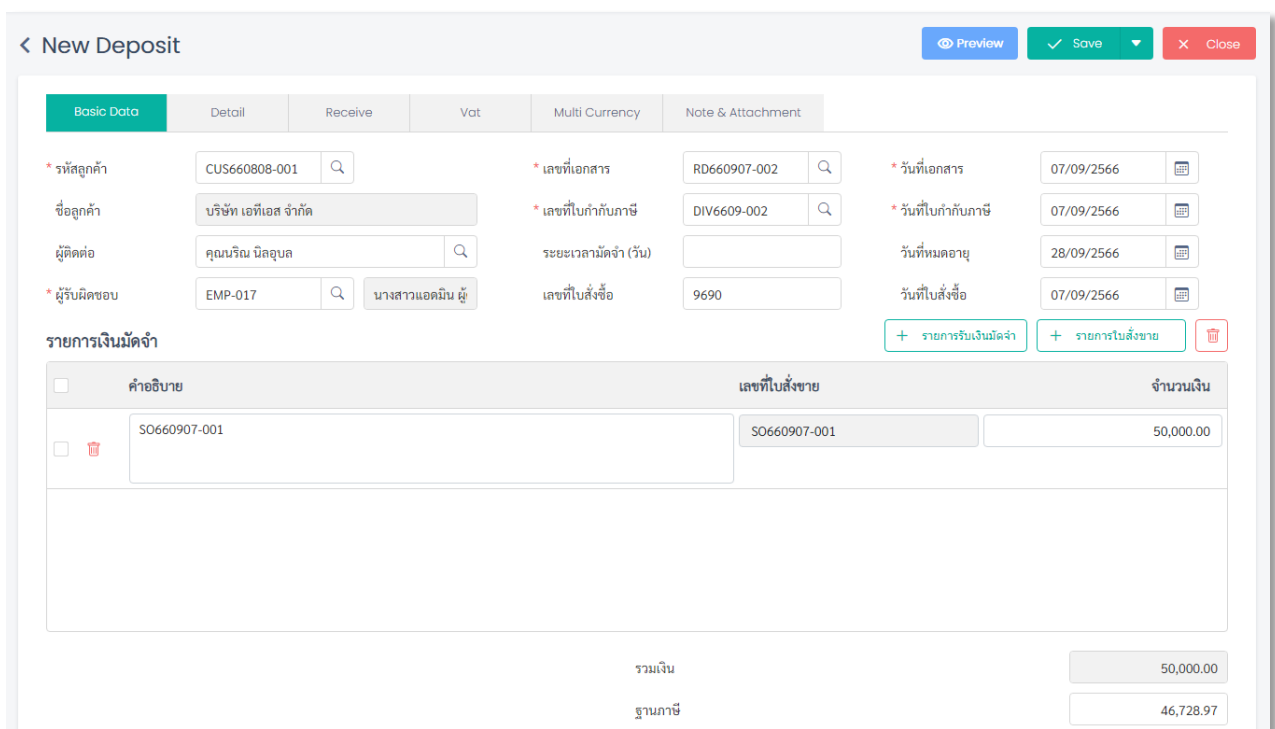 New Deposit
Preview
Save
Close
Basic Data
Detail
Receive
Vat
Multi Currency
Note & Attachment
* รหัสลูกค้า CUS660808-001 * เลขที่เอกสาร RD660907-002 * วันที่เอกสาร 07/09/2566
ชื่อลูกค้า บริษัท เอทีเอส จำกัด * เลขที่ใบกำกับภาษี DIV6609-002 * วันที่ใบกำกับภาษี 07/09/2566
ผู้ติดต่อ คุณนริณ นิลอุบล ระยะเวลามัดจำ (วัน) วันที่หมดอายุ 28/09/2566
* ผู้รับผิดชอบ EMP-017 นางสาวแอดมิน เลขที่ใบสั่งซื้อ 9690 วันที่ใบสั่งซื้อ 07/09/2566
รายการเงินมัดจำ + รายการรับเงินมัดจำ + รายการใบสั่งขาย
คำอธิบาย เลขที่ใบสั่งขาย จำนวนเงิน
SO660907-001 SO660907-001 50,000.00
รวมเงิน 50,000.00
ฐานภาษี 46,728.97